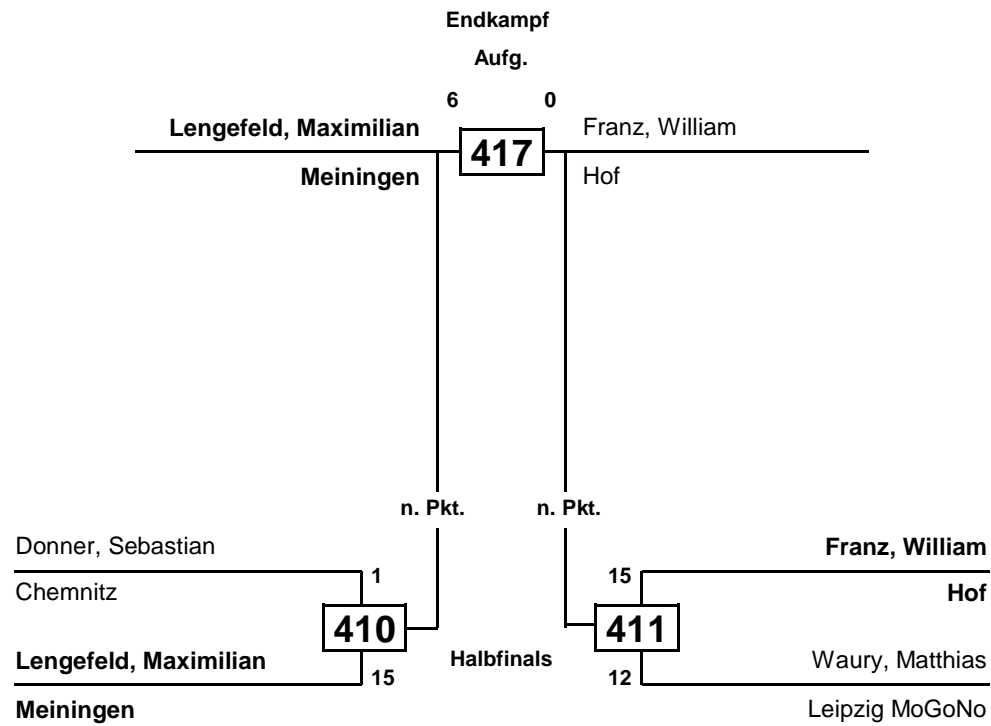 Endkampf
Aufg.
6 0
Lengefeld, Maximilian Franz, William
417
Meiningen Hof
n. Pkt. n. Pkt.
Donner, Sebastian Franz, William
1 15
Chemnitz Hof
410 411
Lengefeld, Maximilian Halbfinals Waury, Matthias
15 12
Meiningen Leipzig MoGoNo